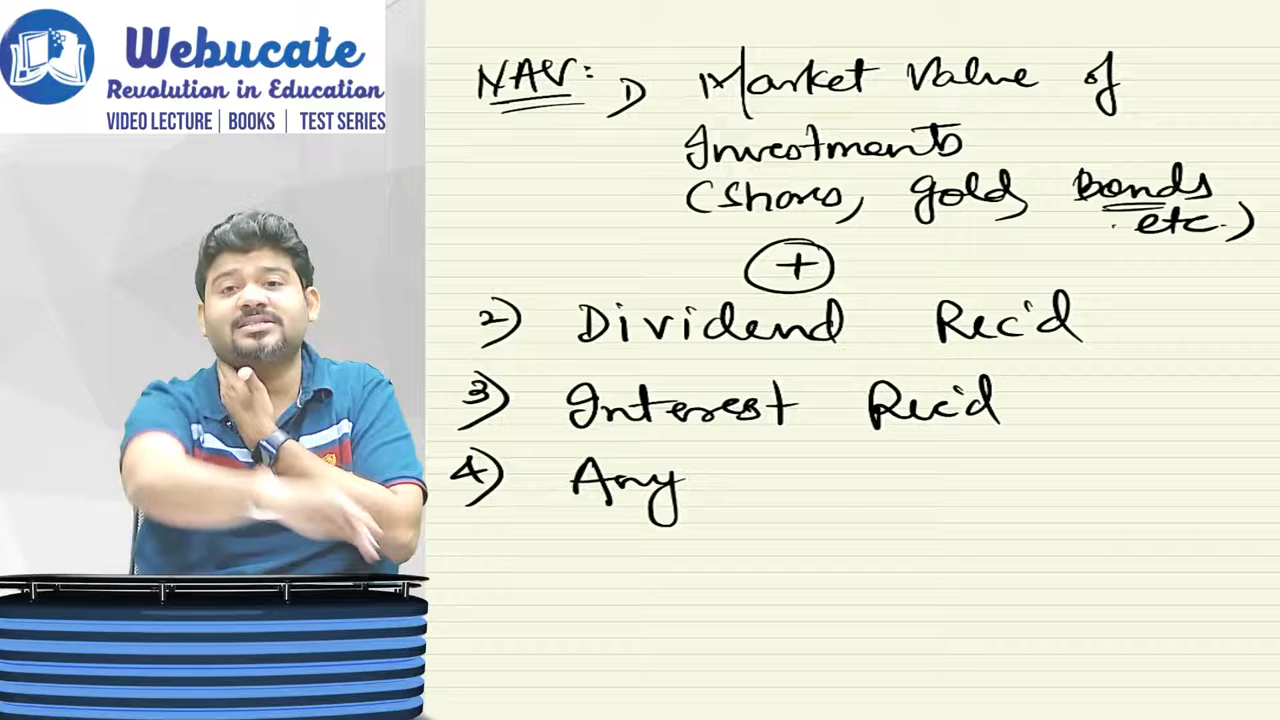 Webucate
Revolution in Education
VIDEO LECTURE | BOOKS | TEST SERIES
NAV: 1) Market Value of
Investments
(Shares, gold Bonds
etc.)
+
2) Dividend Rec'd
3) Interest Rec'd
4) Any